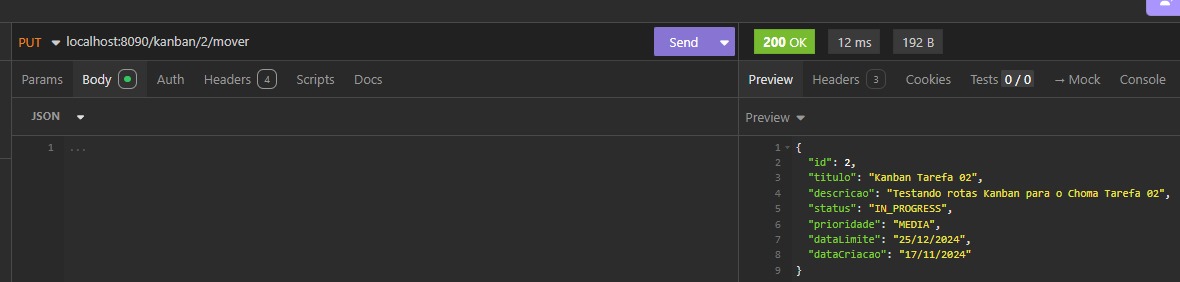 PUT localhost:8090/kanban/2/mover Send 200 OK 12 ms 192 B
Params Body Auth Headers 4 Scripts Docs Preview Headers 3 Cookies Tests 0 / 0 → Mock Console
JSON Preview
1 ...
1 {
2 "id": 2,
3 "titulo": "Kanban Tarefa 02",
4 "descricao": "Testando rotas Kanban para o Choma Tarefa 02",
5 "status": "IN_PROGRESS",
6 "prioridade": "MEDIA",
7 "dataLimite": "25/12/2024",
8 "dataCriacao": "17/11/2024"
9 }